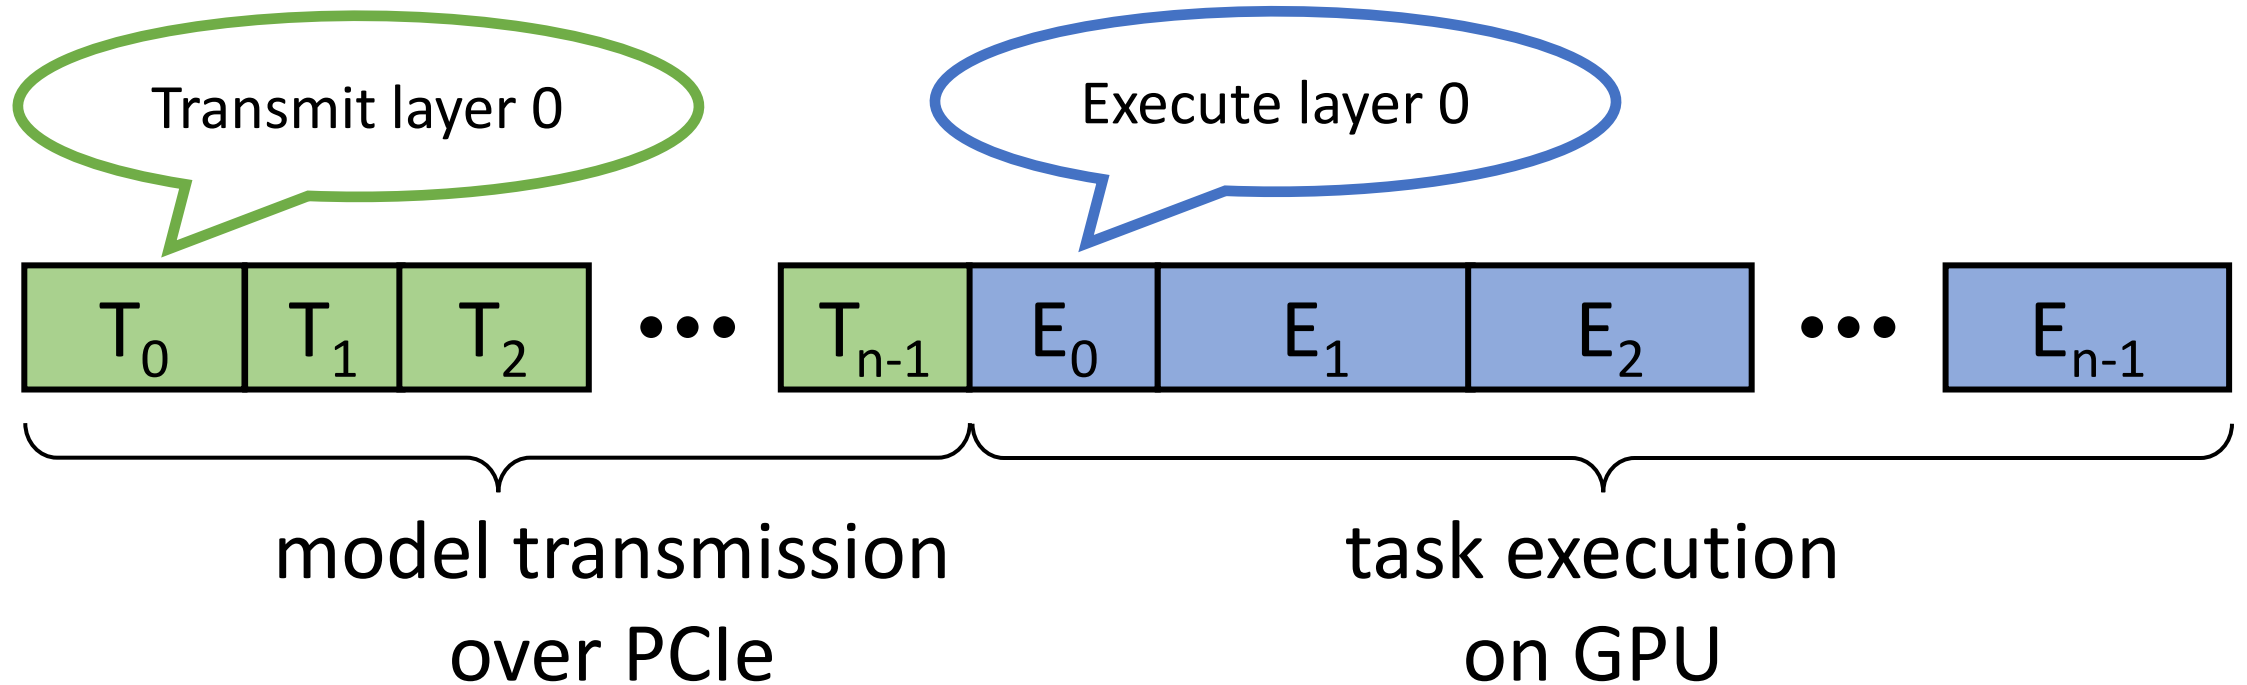 Transmit layer 0
Execute layer 0
T0 T1 T2 ••• Tn-1 E0 E1 E2 ••• En-1
model transmission
over PCIe
task execution
on GPU